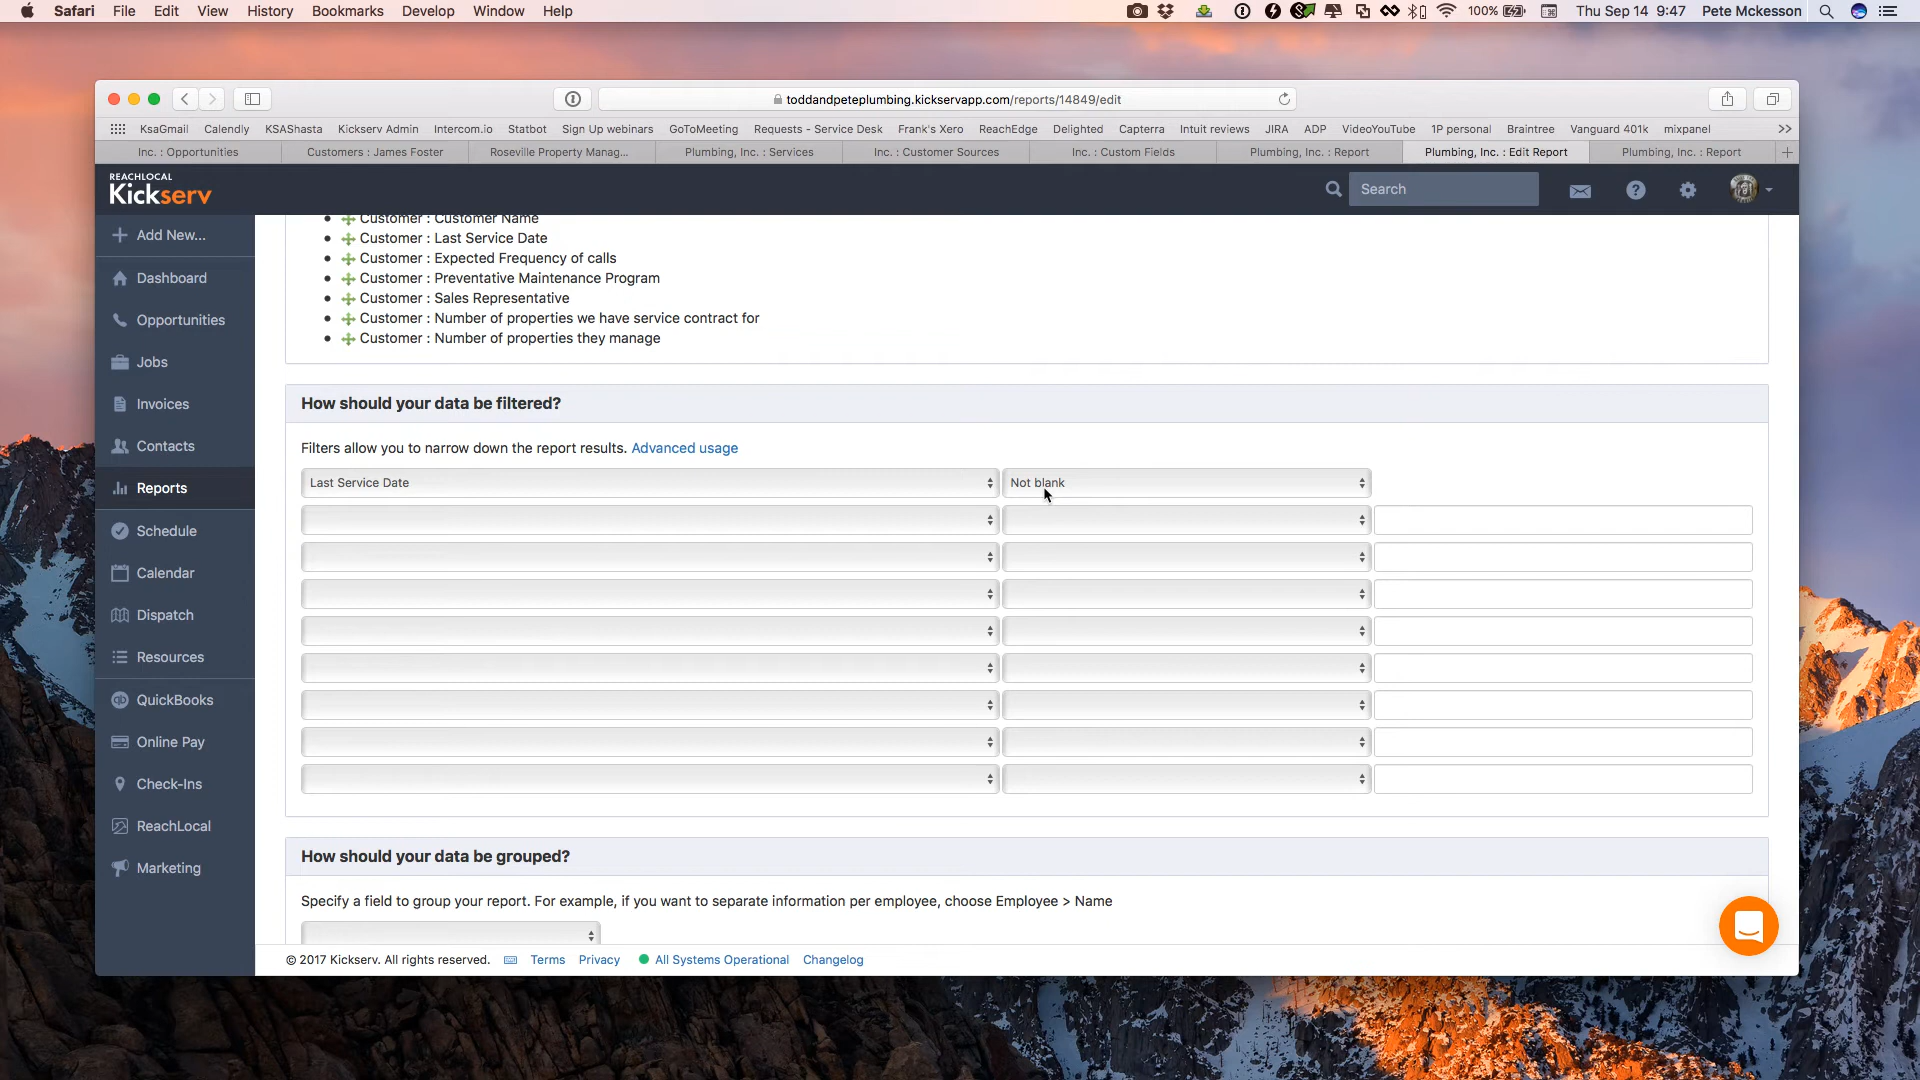 Safari File Edit View History Bookmarks Develop Window Help 100% Thu Sep 14 9:47 Pete Mckesson
toddandpeteplumbing.kickservapp.com/reports/14849/edit
KsaGmail Calendly KSAShasta Kickserv Admin Intercom.io Statbot Sign Up webinars GoToMeeting Requests - Service Desk Frank's Xero ReachEdge Delighted Capterra Intuit reviews JIRA ADP VideoYouTube 1P personal Braintree Vanguard 401k mixpanel
Inc. : Opportunities Customers : James Foster Roseville Property Manag... Plumbing, Inc. : Services Inc. : Customer Sources Inc. : Custom Fields Plumbing, Inc. : Report Plumbing, Inc. : Edit Report Plumbing, Inc. : Report
REACHLOCAL
Kickserv
Search
Add New...
Dashboard
Opportunities
Jobs
Invoices
Contacts
Reports
Schedule
Calendar
Dispatch
Resources
QuickBooks
Online Pay
Check-Ins
ReachLocal
Marketing
Customer : Customer Name
Customer : Last Service Date
Customer : Expected Frequency of calls
Customer : Preventative Maintenance Program
Customer : Sales Representative
Customer : Number of properties we have service contract for
Customer : Number of properties they manage
How should your data be filtered?
Filters allow you to narrow down the report results. Advanced usage
Last Service Date Not blank
How should your data be grouped?
Specify a field to group your report. For example, if you want to separate information per employee, choose Employee > Name
© 2017 Kickserv. All rights reserved. Terms Privacy All Systems Operational Changelog